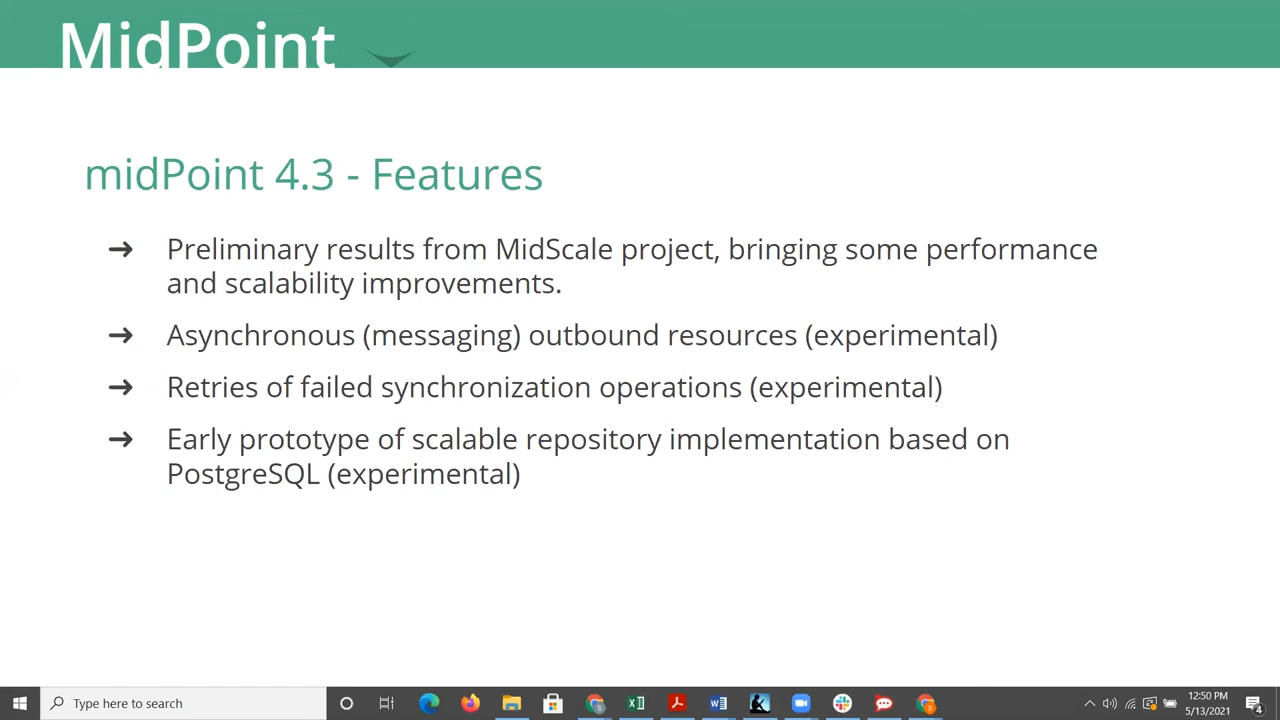 MidPoint
midPoint 4.3 - Features
➔ Preliminary results from MidScale project, bringing some performance
and scalability improvements.
➔ Asynchronous (messaging) outbound resources (experimental)
➔ Retries of failed synchronization operations (experimental)
➔ Early prototype of scalable repository implementation based on
PostgreSQL (experimental)
Type here to search
12:50 PM
5/13/2021
4